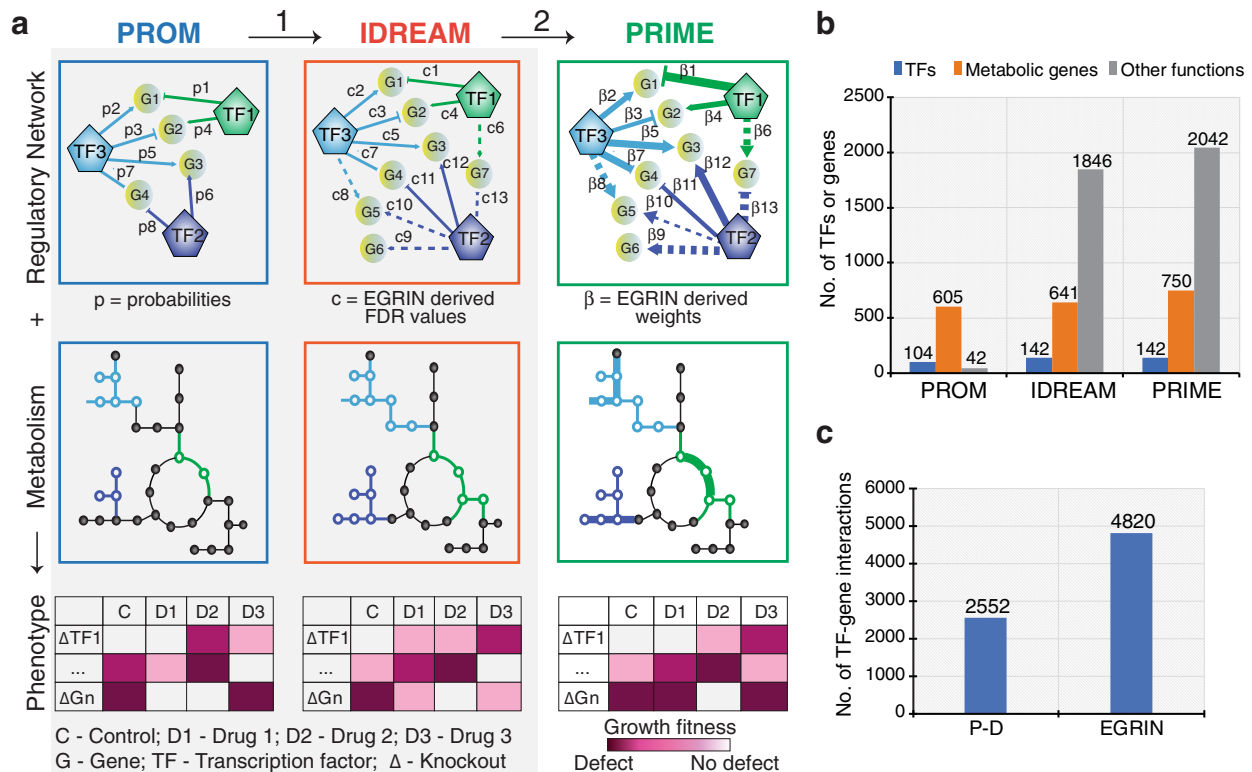 a
PROM 1 IDREAM 2 PRIME
Regulatory Network + Metabolism Phenotype
p1
G1
p2
TF1
p3
G2
p4
TF3
p5
G3
p7
G4
p6
p8
TF2
p = probabilities
c1
G1
c2
TF1
c3
G2
c4
TF3
c5
c6
G3
c7
c12
G4
c11
G7
c8
c13
G5
c10
TF2
G6
c9
c = EGRIN derived
FDR values
β1
G1
β2
TF1
β3
G2
β4
TF3
β5
β6
G3
β7
β12
G4
β11
G7
β8
β10
β13
G5
β9
TF2
G6
β = EGRIN derived
weights
C D1 D2 D3
ΔTF1
...
ΔGn
C D1 D2 D3
ΔTF1
...
ΔGn
C D1 D2 D3
ΔTF1
...
ΔGn
C - Control; D1 - Drug 1; D2 - Drug 2; D3 - Drug 3
G - Gene; TF - Transcription factor; Δ - Knockout
Growth fitness
Defect No defect
b
TFs Metabolic genes Other functions
No. of TFs or genes
2500
2000
1500
1000
500
0
104 605 42
142 641 1846
142 750 2042
PROM IDREAM PRIME
c
No. of TF-gene interactions
6000
5000
4000
3000
2000
1000
0
2552 4820
P-D EGRIN